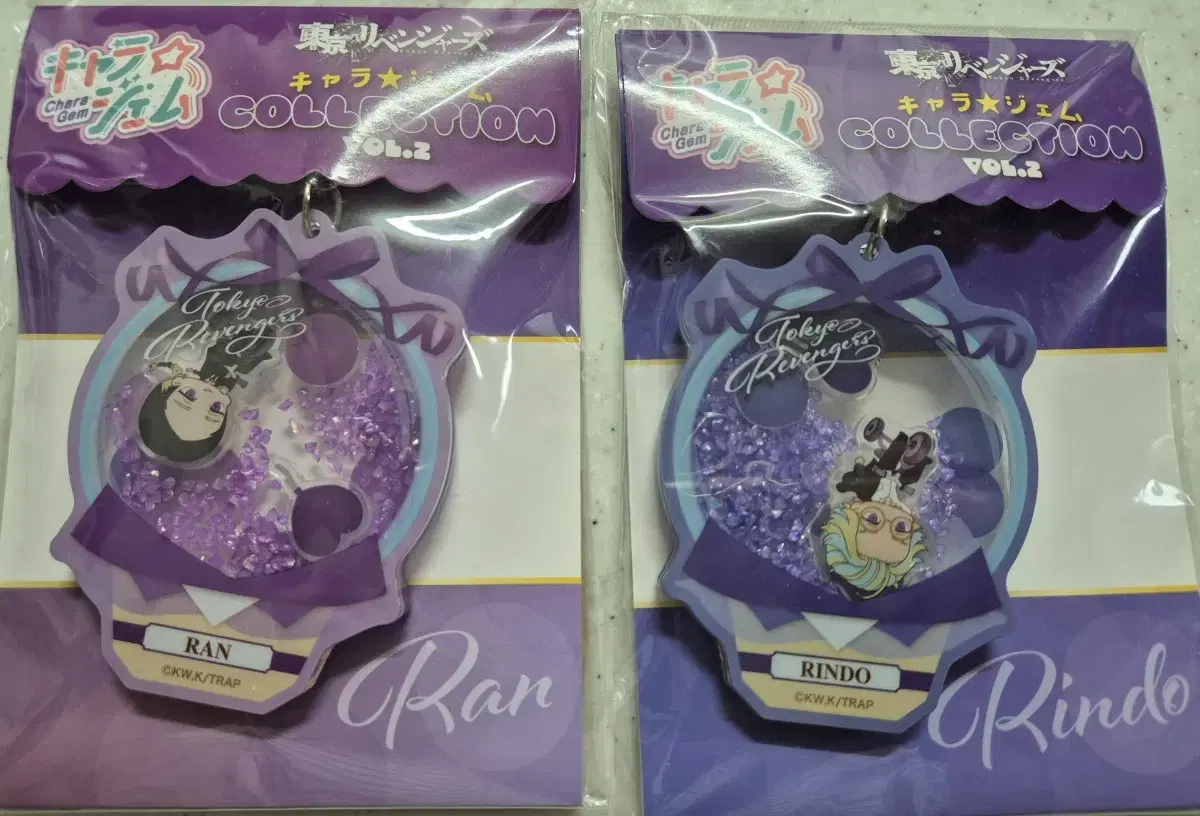 キャラ☆ジェム
Chara Gem
東京リベンジャーズ
キャラ★ジェム
COLLECTION
VOL.2
Tokyo
Revengers
RAN
©KW,K/TRAP
Ran
キャラ☆ジェム
Chara Gem
東京リベンジャーズ
キャラ★ジェム
COLLECTION
VOL.2
Tokyo
Revengers
RINDO
©KW,K/TRAP
Rindo